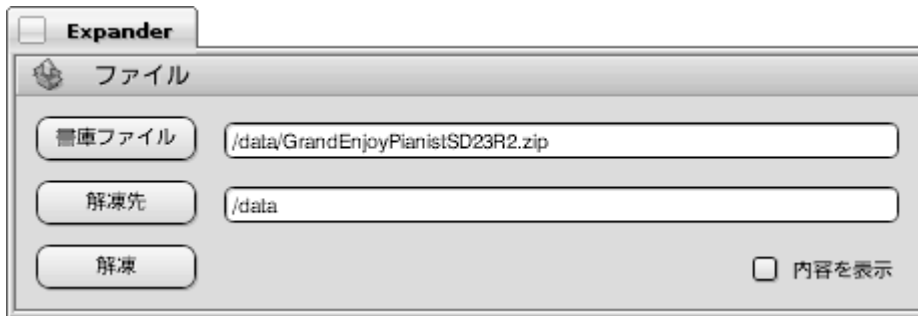 Expander
ファイル
書庫ファイル /data/GrandEnjoyPianistSD23R2.zip
解凍先 /data
解凍 内容を表示